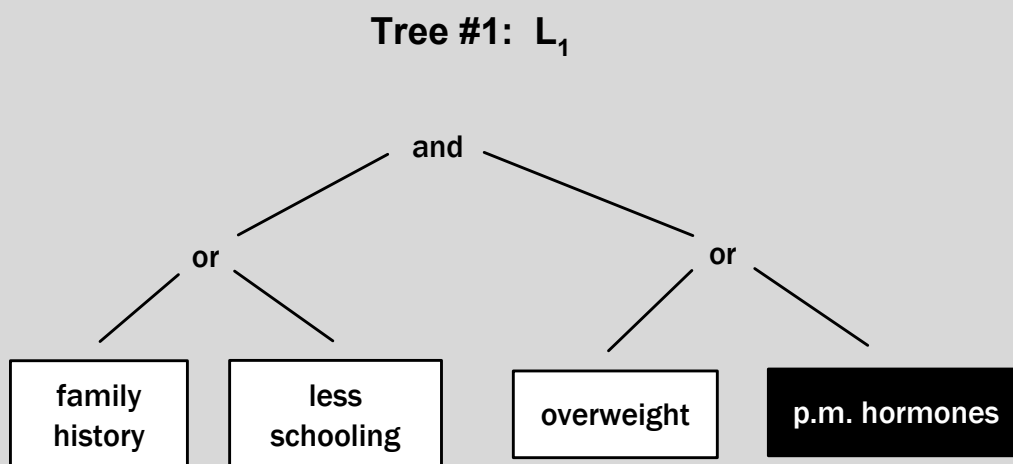 Tree #1: L1
and
or
or
family
history
less
schooling
overweight
p.m. hormones